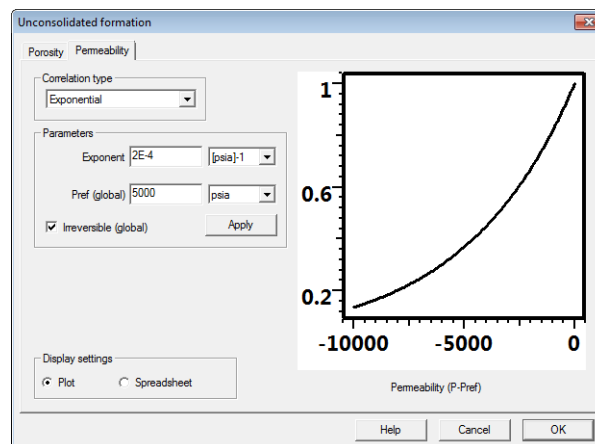 Unconsolidated formation
Porosity
Permeability
Correlation type
Exponential
Parameters
Exponent 2E-4 [psia]-1
Pref (global) 5000 psia
Irreversible (global) Apply
Display settings
Plot Spreadsheet
1
0.6
0.2
-10000 -5000 0
Permeability (P-Pref)
Help Cancel OK